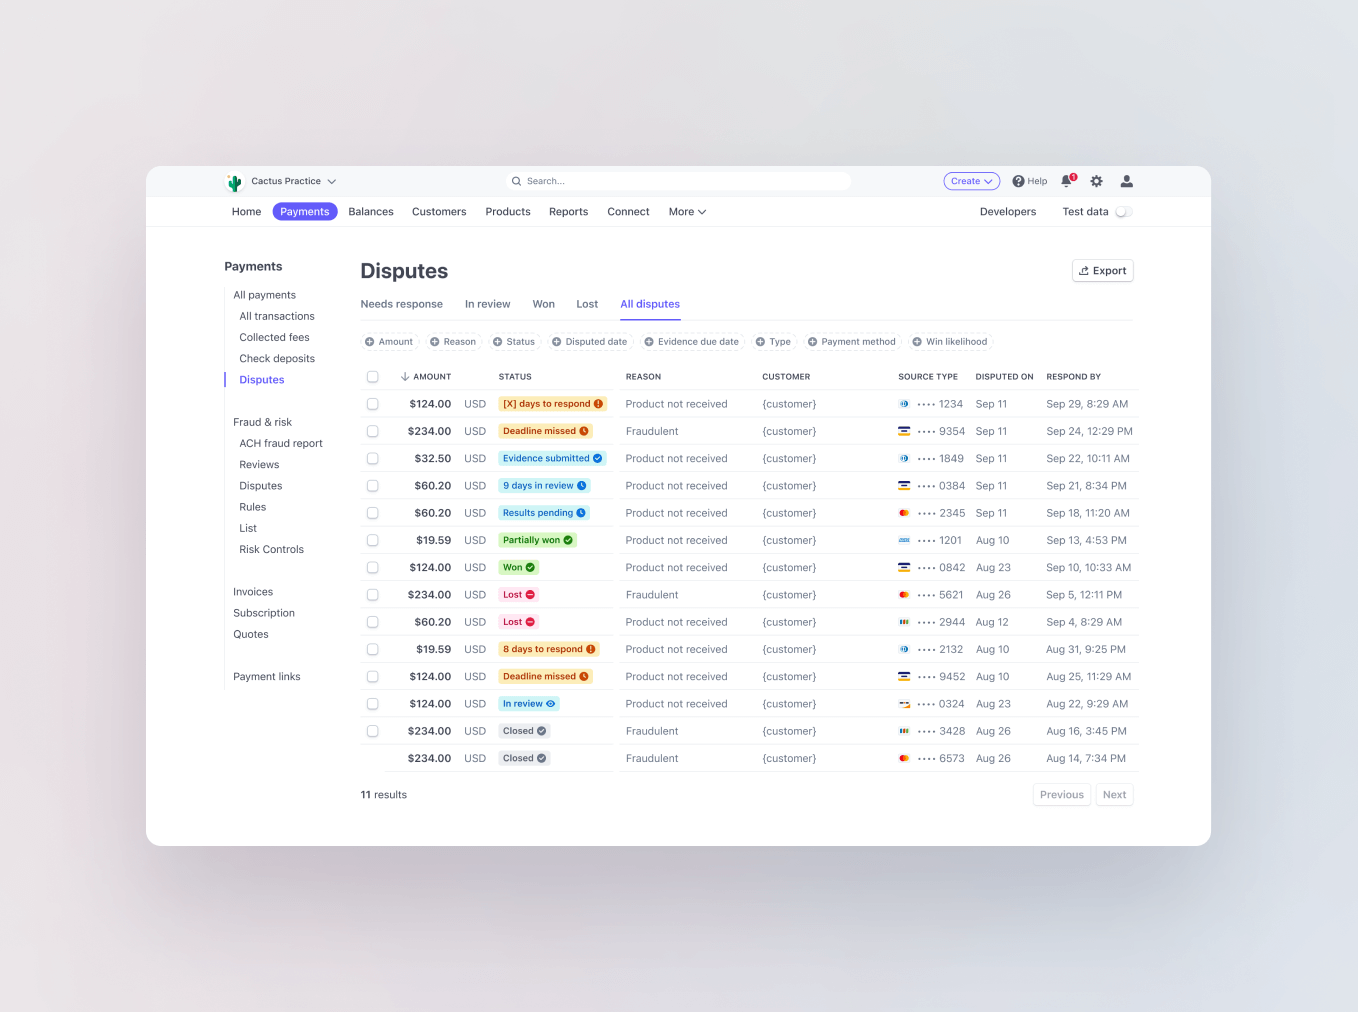 Cactus Practice Search... Create Help 1
Home Payments Balances Customers Products Reports Connect More Developers Test data
Payments
All payments
All transactions
Collected fees
Check deposits
Disputes
Fraud & risk
ACH fraud report
Reviews
Disputes
Rules
List
Risk Controls
Invoices
Subscription
Quotes
Payment links
Disputes Export
Needs response In review Won Lost All disputes
Amount Reason Status Disputed date Evidence due date Type Payment method Win likelihood
AMOUNT STATUS REASON CUSTOMER SOURCE TYPE DISPUTED ON RESPOND BY
$124.00 USD [X] days to respond Product not received {customer} •••• 1234 Sep 11 Sep 29, 8:29 AM
$234.00 USD Deadline missed Fraudulent {customer} •••• 9354 Sep 11 Sep 24, 12:29 PM
$32.50 USD Evidence submitted Product not received {customer} •••• 1849 Sep 11 Sep 22, 10:11 AM
$60.20 USD 9 days in review Product not received {customer} •••• 0384 Sep 11 Sep 21, 8:34 PM
$60.20 USD Results pending Product not received {customer} •••• 2345 Sep 11 Sep 18, 11:20 AM
$19.59 USD Partially won Product not received {customer} •••• 1201 Aug 10 Sep 13, 4:53 PM
$124.00 USD Won Product not received {customer} •••• 0842 Aug 23 Sep 10, 10:33 AM
$234.00 USD Lost Fraudulent {customer} •••• 5621 Aug 26 Sep 5, 12:11 PM
$60.20 USD Lost Product not received {customer} •••• 2944 Aug 12 Sep 4, 8:29 AM
$19.59 USD 8 days to respond Product not received {customer} •••• 2132 Aug 10 Aug 31, 9:25 PM
$124.00 USD Deadline missed Product not received {customer} •••• 9452 Aug 10 Aug 25, 11:29 AM
$124.00 USD In review Product not received {customer} •••• 0324 Aug 23 Aug 22, 9:29 AM
$234.00 USD Closed Fraudulent {customer} •••• 3428 Aug 26 Aug 16, 3:45 PM
$234.00 USD Closed Fraudulent {customer} •••• 6573 Aug 26 Aug 14, 7:34 PM
11 results Previous Next